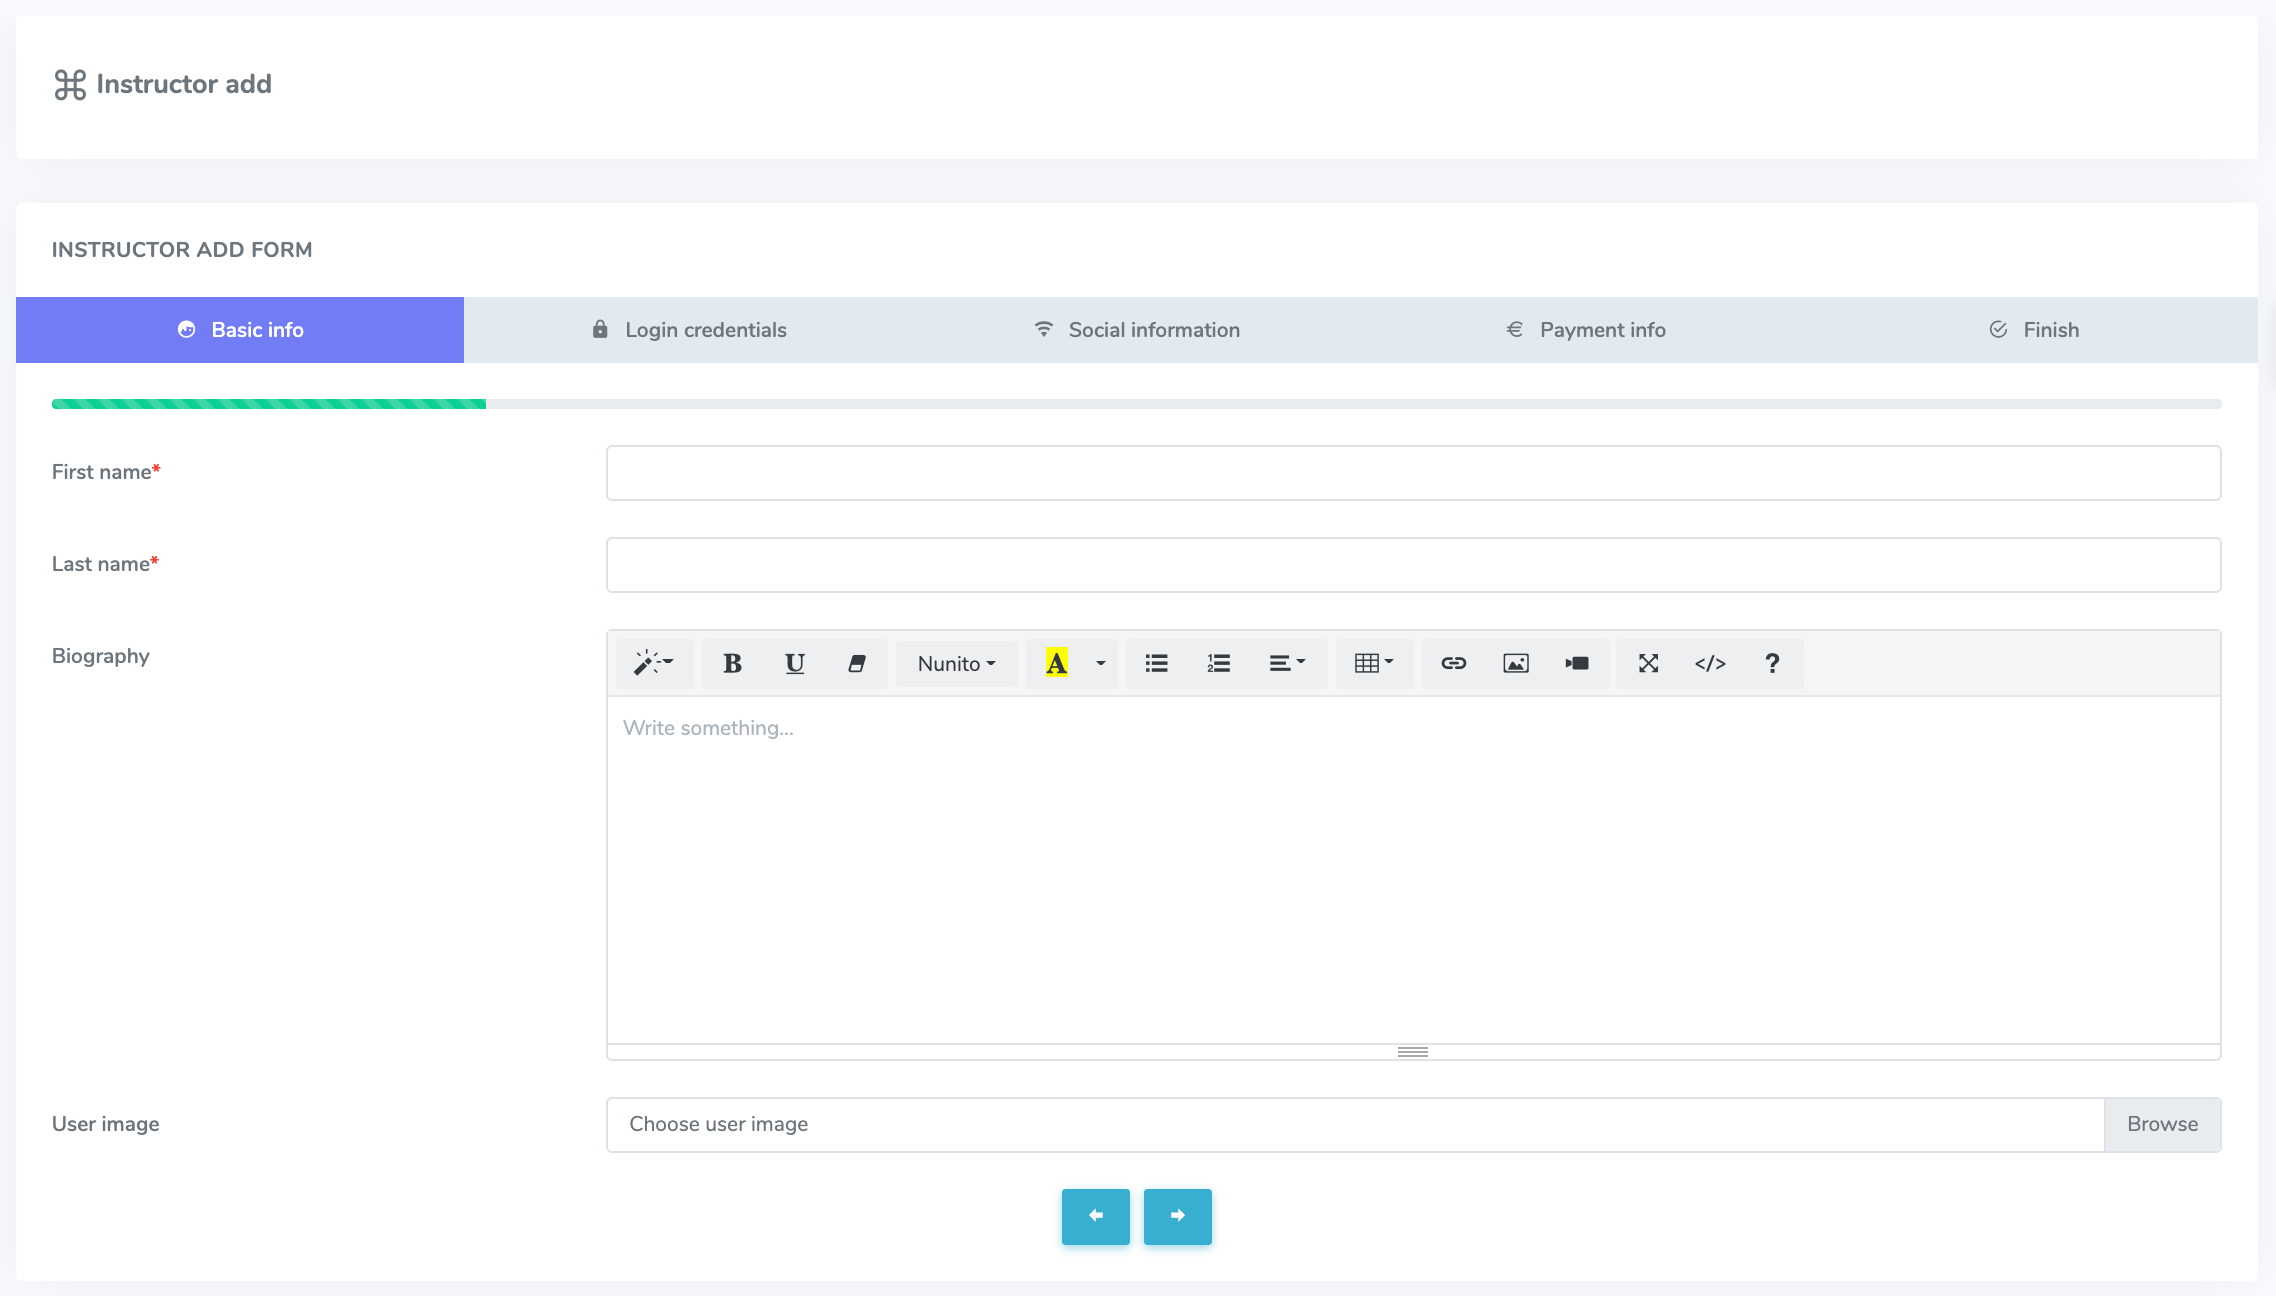 Instructor add
INSTRUCTOR ADD FORM
Basic info
Login credentials
Social information
Payment info
Finish
First name*
Last name*
Biography
B U Nunito A </> ?
Write something...
User image
Choose user image
Browse